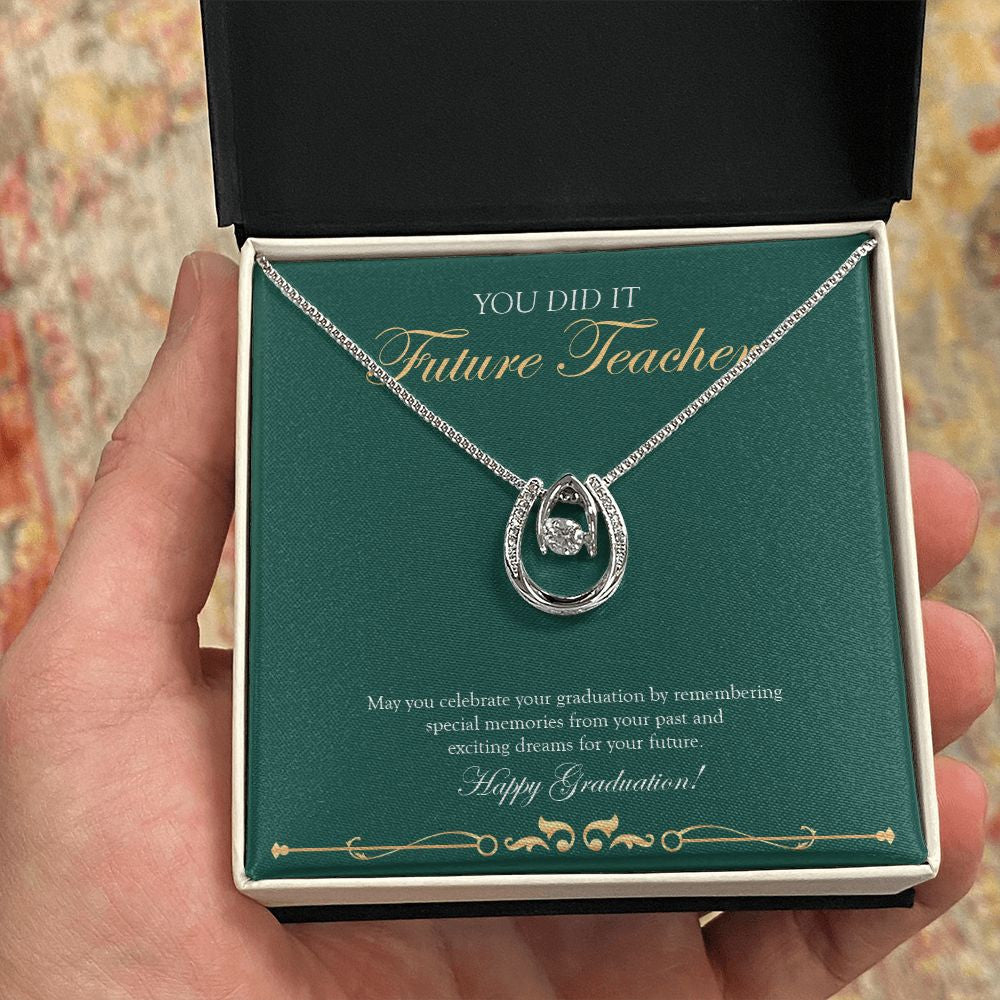 YOU DID IT
Future Teacher
May you celebrate your graduation by remembering
special memories from your past and
exciting dreams for your future.
Happy Graduation!